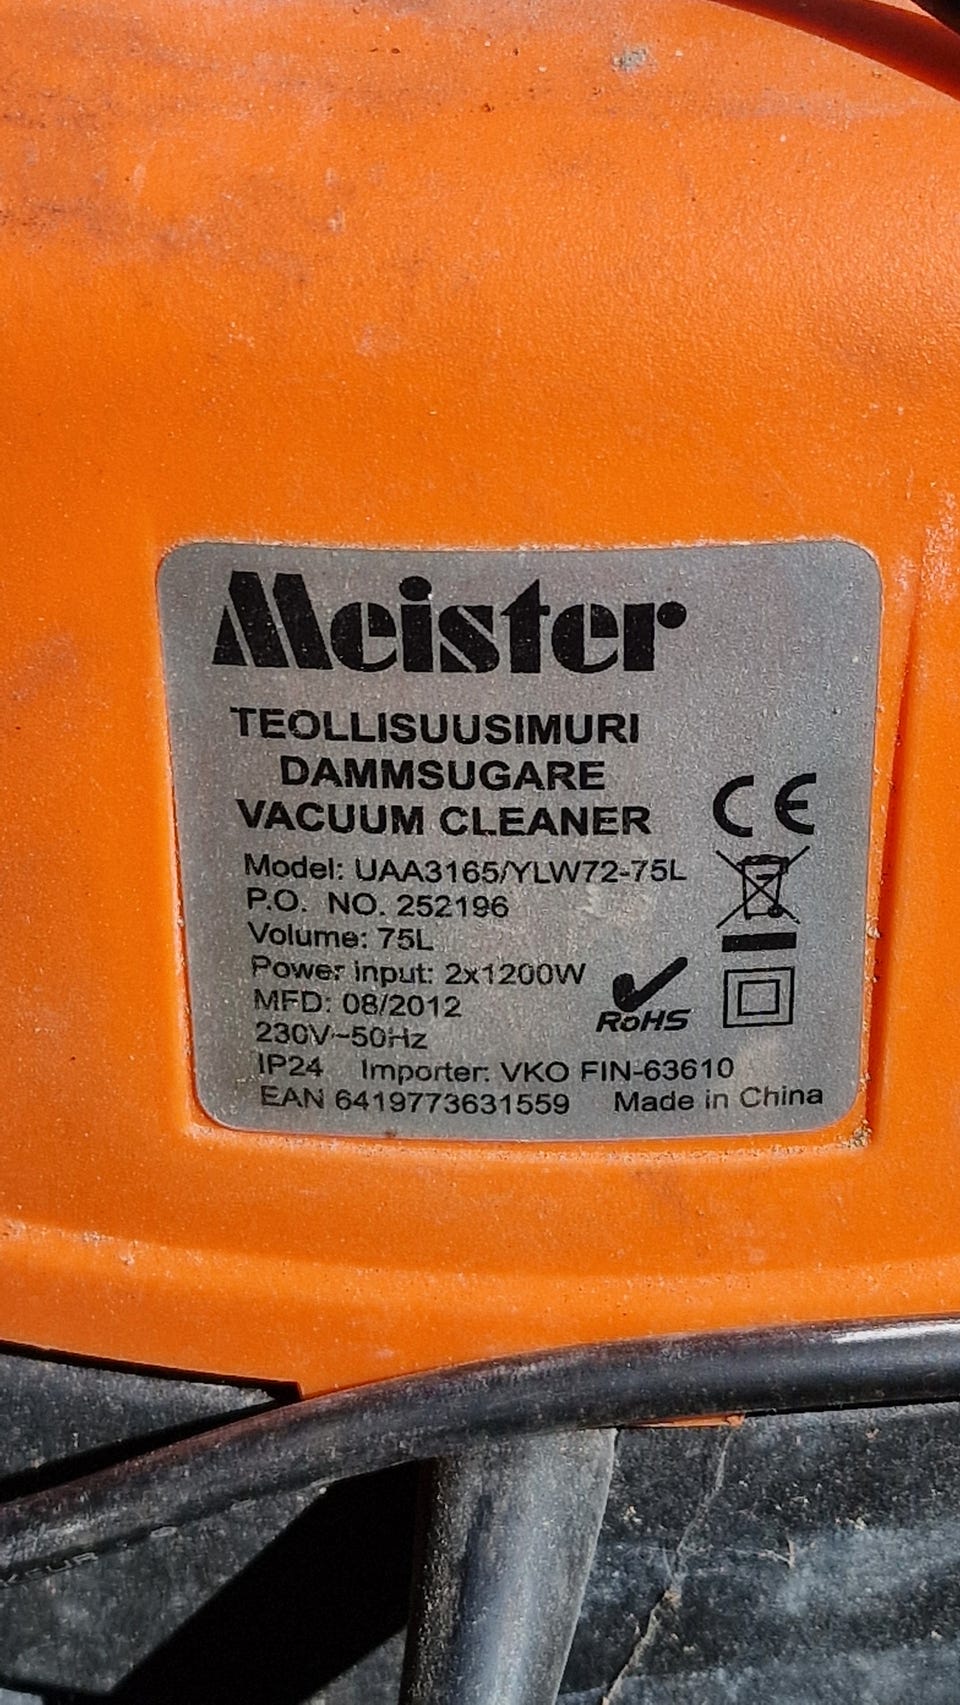 Meister
TEOLLISUUSIMURI
DAMMSUGARE
VACUUM CLEANER
CE
Model: UAA3165/YLW72-75L
P.O. NO. 252196
Volume: 75L
Power input: 2x1200W
MFD: 08/2012
RoHS
230V~50Hz
IP24 Importer: VKO FIN-63610
EAN 6419773631559 Made in China